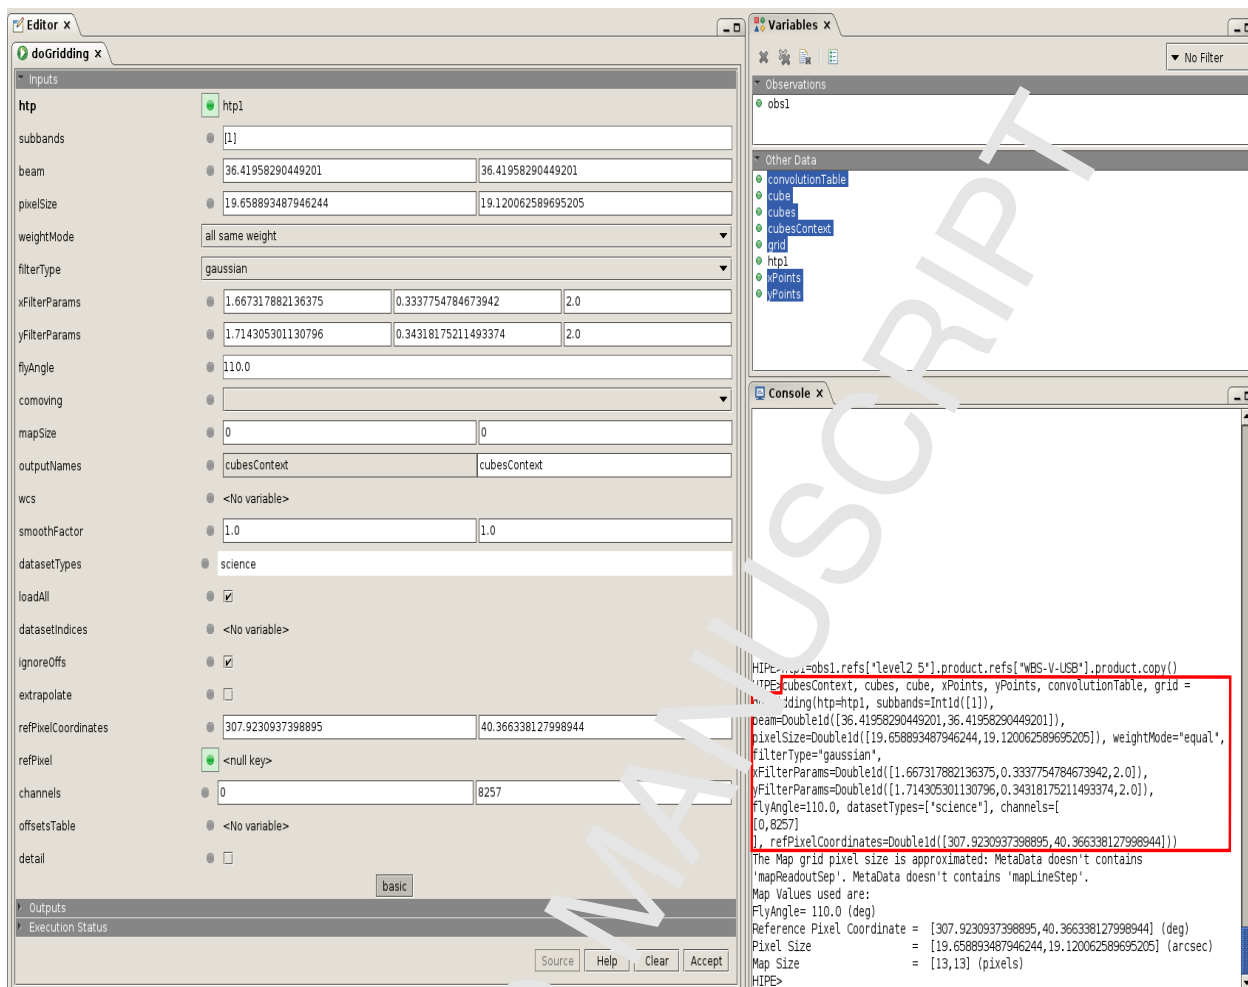 Editor x
doGridding x
Inputs
htp htp1
subbands [1]
beam 36.41958290449201 36.41958290449201
pixelSize 19.658893487946244 19.120062589695205
weightMode all same weight
filterType gaussian
xFilterParams 1.667317882136375 0.3337754784673942 2.0
yFilterParams 1.714305301130796 0.34318175211493374 2.0
flyAngle 110.0
comoving
mapSize 0 0
outputNames cubesContext cubesContext
wcs <No variable>
smoothFactor 1.0 1.0
datasetTypes science
loadAll
datasetIndices <No variable>
ignoreOffs
extrapolate
refPixelCoordinates 307.9230937398895 40.366338127998944
refPixel <null key>
channels 0 8257
offsetsTable <No variable>
detail
basic
Outputs
Execution Status
Source Help Clear Accept
Variables x
No Filter
Observations
obs1
Other Data
convolutionTable
cube
cubes
cubesContext
grid
htp1
xPoints
yPoints
Console x
HIPE> =obs1.refs["level2_5"].product.refs["WBS-V-USB"].product.copy()
HIPE>cubesContext, cubes, cube, xPoints, yPoints, convolutionTable, grid =
(htp=htp1, subbands=Int1d([1]),
beam=Double1d([36.41958290449201,36.41958290449201]),
pixelSize=Double1d([19.658893487946244,19.120062589695205]), weightMode="equal",
filterType="gaussian",
xFilterParams=Double1d([1.667317882136375,0.3337754784673942,2.0]),
yFilterParams=Double1d([1.714305301130796,0.34318175211493374,2.0]),
flyAngle=110.0, datasetTypes=["science"], channels=[
[0,8257]
], refPixelCoordinates=Double1d([307.9230937398895,40.366338127998944]))
The Map grid pixel size is approximated: MetaData doesn't contains
'mapReadoutSep'. MetaData doesn't contains 'mapLineStep'.
Map Values used are:
FlyAngle= 110.0 (deg)
Reference Pixel Coordinate = [307.9230937398895,40.366338127998944] (deg)
Pixel Size = [19.658893487946244,19.120062589695205] (arcsec)
Map Size = [13,13] (pixels)
HIPE>
MANUSCRIPT